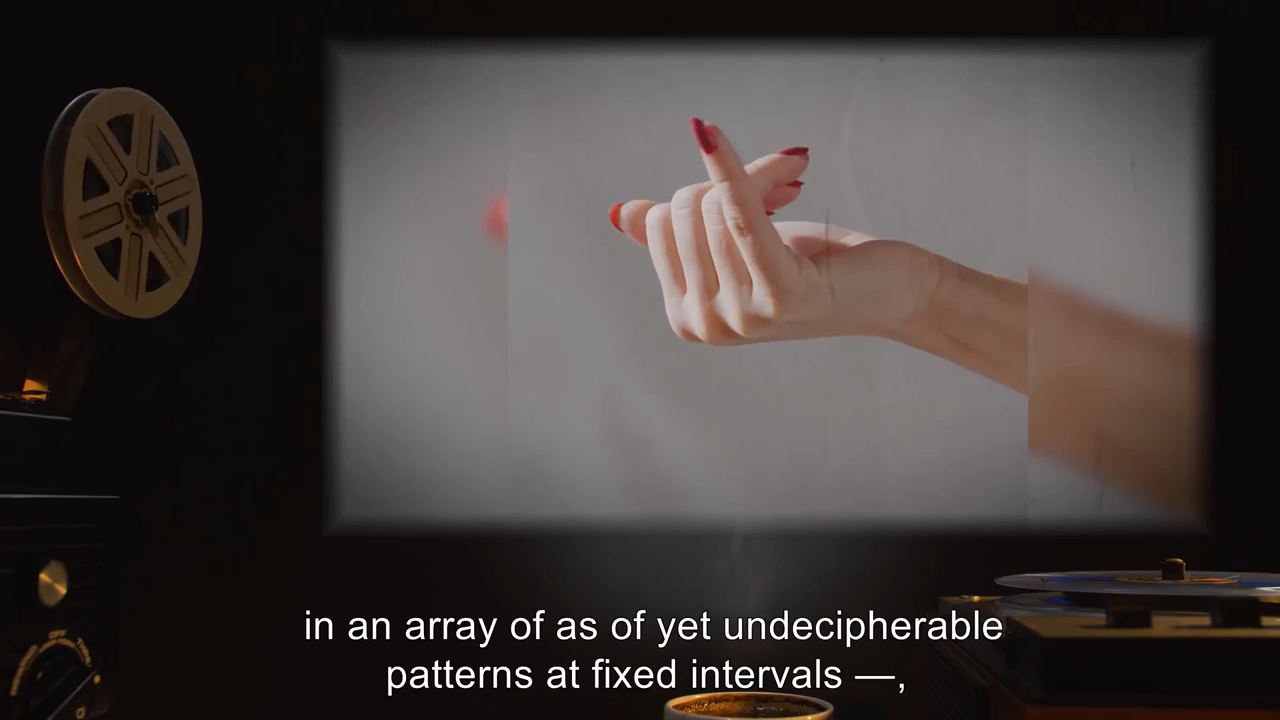 in an array of as of yet undecipherable
patterns at fixed intervals —,